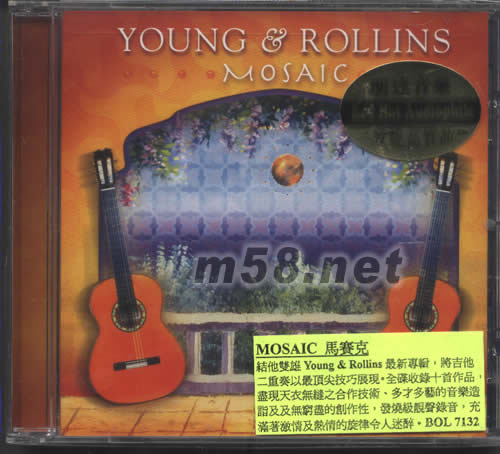 YOUNG & ROLLINS
MOSAIC
m58.net
MOSAIC 馬賽克
結他雙雄 Young & Rollins 最新專輯，將吉他
二重奏以最頂尖技巧展現。全碟收錄十首作品，
盡現天衣無縫之合作技術、多才多藝的音樂造
詣及及無窮盡的創作性，發燒級靚聲錄音，充
滿著激情及熱情的旋律令人迷醉。BOL 7132